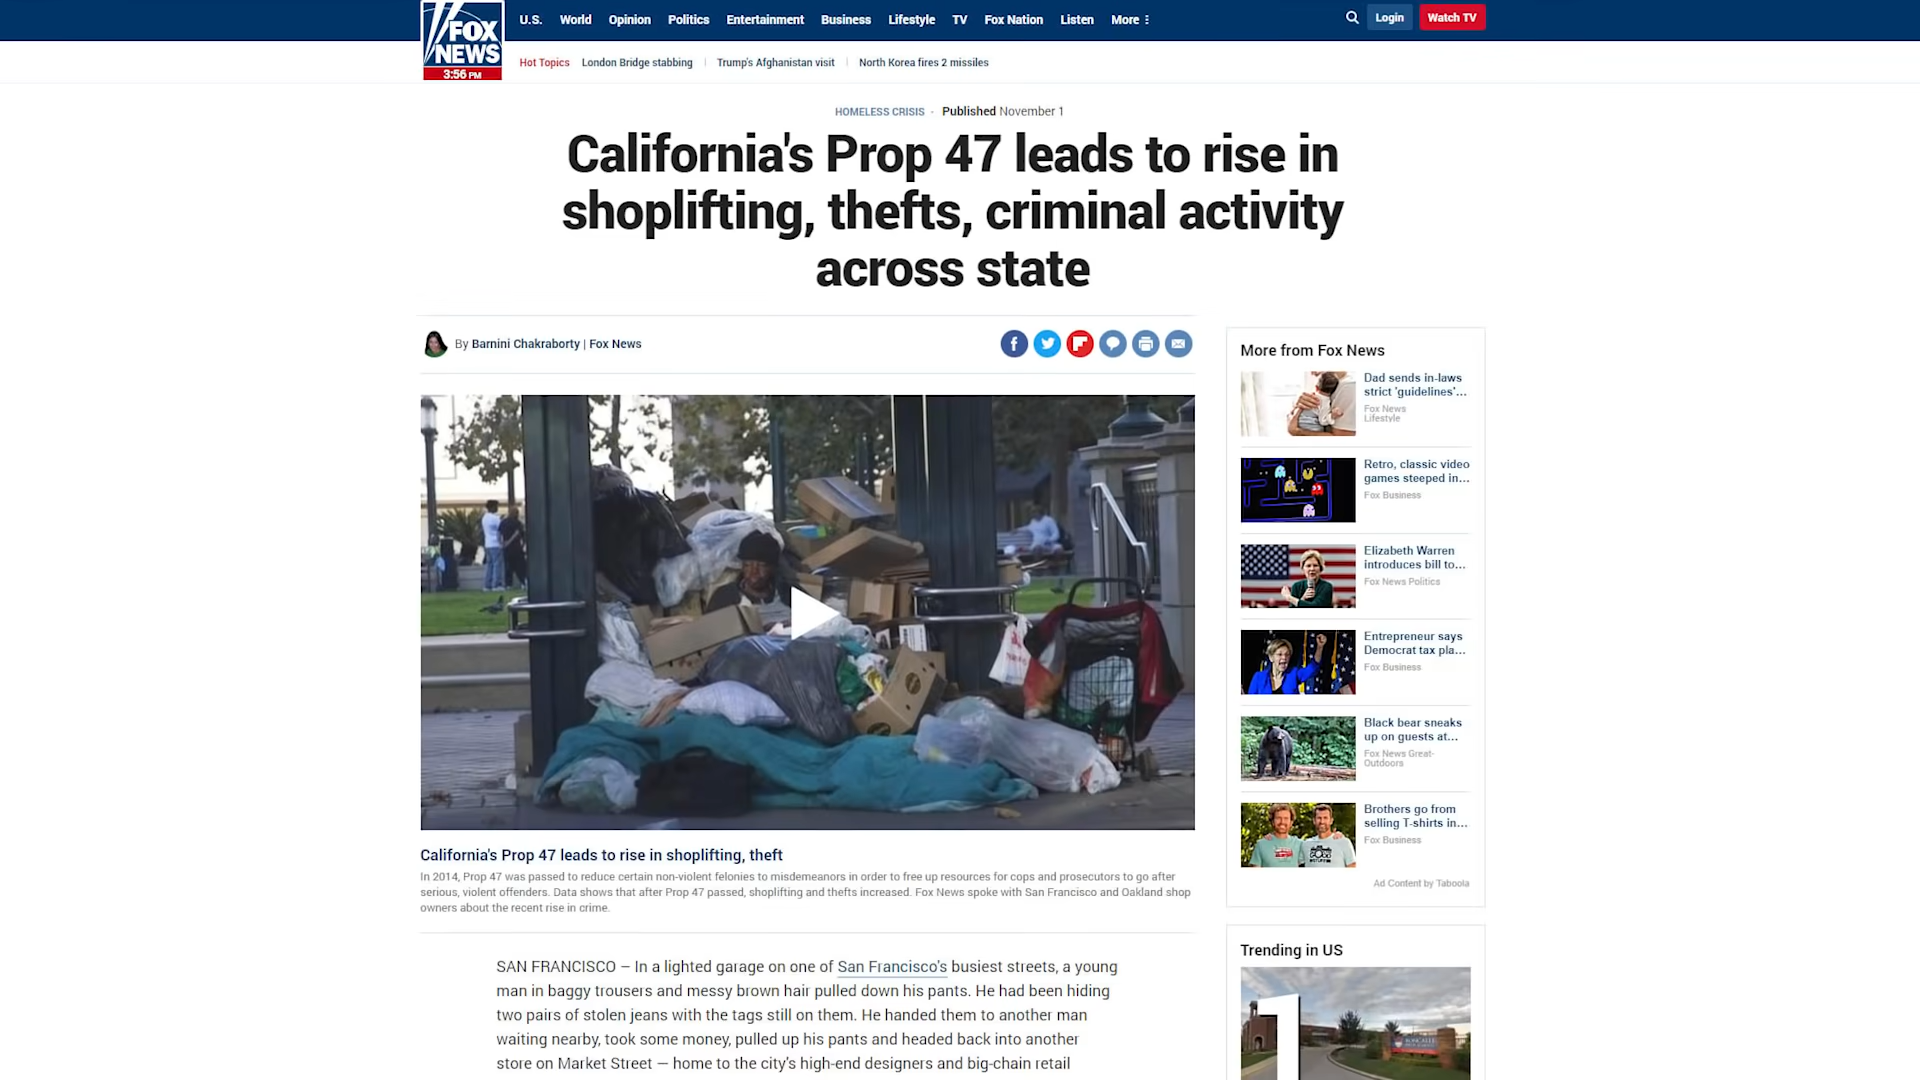 FOX
NEWS
3:56 PM
U.S. World Opinion Politics Entertainment Business Lifestyle TV Fox Nation Listen More
Login
Watch TV
Hot Topics London Bridge stabbing Trump's Afghanistan visit North Korea fires 2 missiles
HOMELESS CRISIS · Published November 1
California's Prop 47 leads to rise in
shoplifting, thefts, criminal activity
across state
By Barnini Chakraborty | Fox News
California's Prop 47 leads to rise in shoplifting, theft
In 2014, Prop 47 was passed to reduce certain non-violent felonies to misdemeanors in order to free up resources for cops and prosecutors to go after
serious, violent offenders. Data shows that after Prop 47 passed, shoplifting and thefts increased. Fox News spoke with San Francisco and Oakland shop
owners about the recent rise in crime.
SAN FRANCISCO – In a lighted garage on one of San Francisco's busiest streets, a young
man in baggy trousers and messy brown hair pulled down his pants. He had been hiding
two pairs of stolen jeans with the tags still on them. He handed them to another man
waiting nearby, took some money, pulled up his pants and headed back into another
store on Market Street — home to the city's high-end designers and big-chain retail
More from Fox News
Dad sends in-laws
strict 'guidelines'...
Fox News
Lifestyle
Retro, classic video
games steeped in...
Fox Business
Elizabeth Warren
introduces bill to...
Fox News Politics
Entrepreneur says
Democrat tax pla...
Fox Business
Black bear sneaks
up on guests at...
Fox News Great-
Outdoors
Brothers go from
selling T-shirts in...
Fox Business
Ad Content by Taboola
Trending in US
1